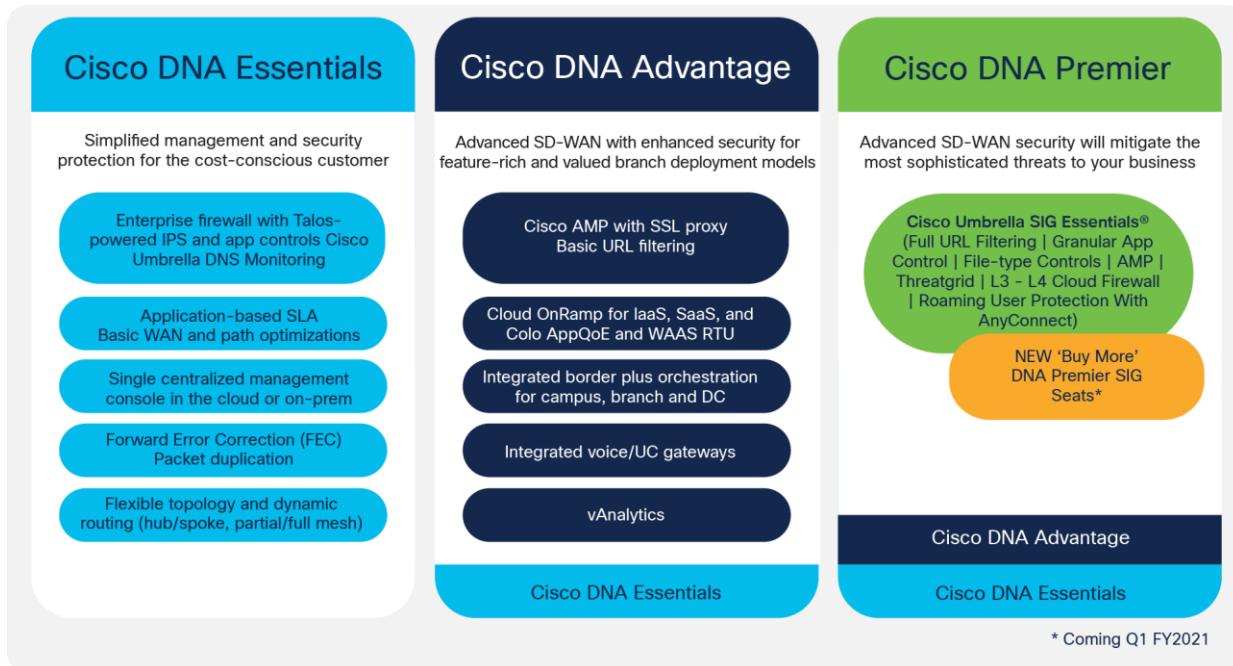 Cisco DNA Essentials
Simplified management and security
protection for the cost-conscious customer
Enterprise firewall with Talos-
powered IPS and app controls Cisco
Umbrella DNS Monitoring
Application-based SLA
Basic WAN and path optimizations
Single centralized management
console in the cloud or on-prem
Forward Error Correction (FEC)
Packet duplication
Flexible topology and dynamic
routing (hub/spoke, partial/full mesh)
Cisco DNA Advantage
Advanced SD-WAN with enhanced security for
feature-rich and valued branch deployment models
Cisco AMP with SSL proxy
Basic URL filtering
Cloud OnRamp for IaaS, SaaS, and
Colo AppQoE and WAAS RTU
Integrated border plus orchestration
for campus, branch and DC
Integrated voice/UC gateways
vAnalytics
Cisco DNA Essentials
Cisco DNA Premier
Advanced SD-WAN security will mitigate the
most sophisticated threats to your business
Cisco Umbrella SIG Essentials®
(Full URL Filtering | Granular App
Control | File-type Controls | AMP |
Threatgrid | L3 - L4 Cloud Firewall
| Roaming User Protection With
AnyConnect)
NEW ‘Buy More’
DNA Premier SIG
Seats*
Cisco DNA Advantage
Cisco DNA Essentials
* Coming Q1 FY2021